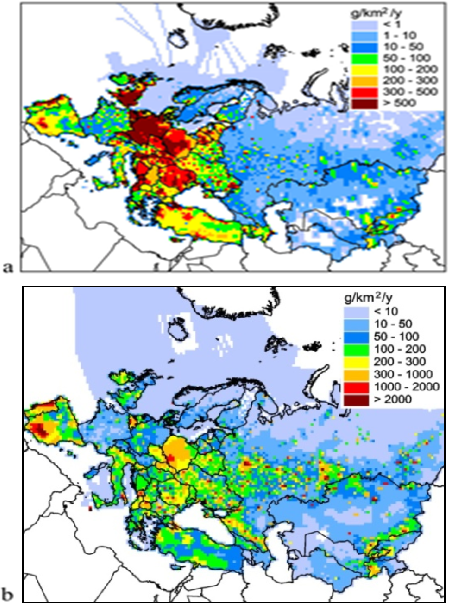 g/km²/y
< 1
1 - 10
10 - 50
50 - 100
100 - 200
200 - 300
300 - 500
> 500
a
g/km²/y
< 10
10 - 50
50 - 100
100 - 200
200 - 300
300 - 1000
1000 - 2000
> 2000
b